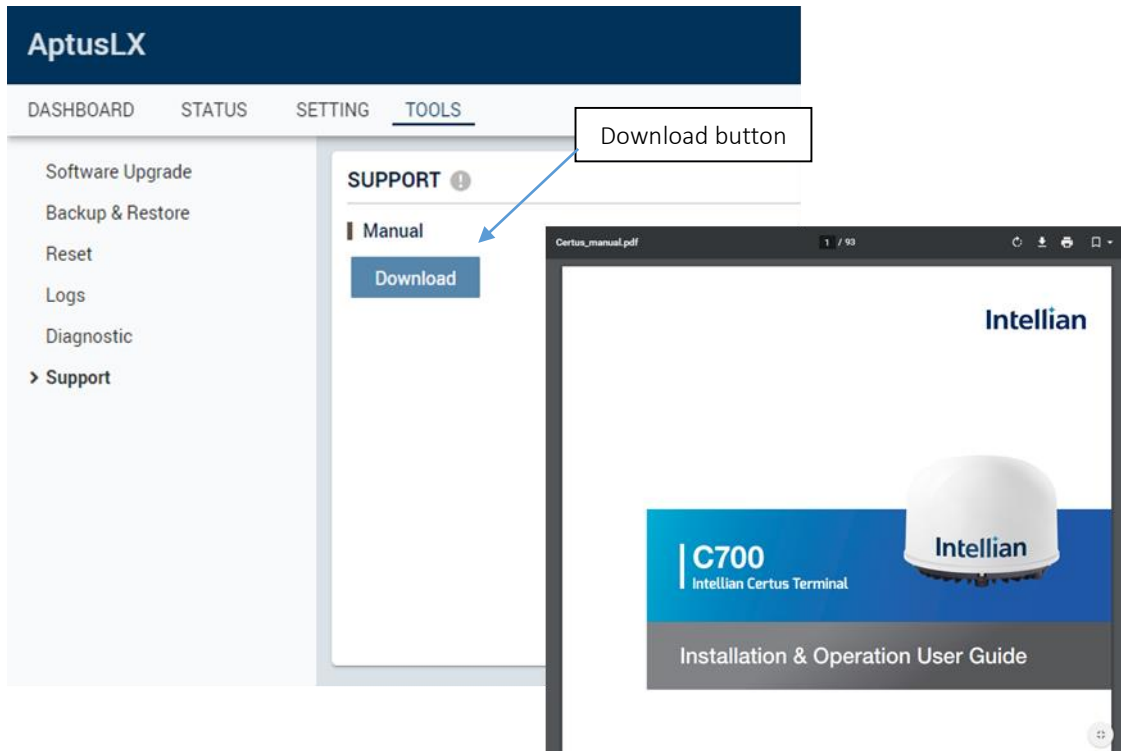 AptusLX
DASHBOARD STATUS SETTING TOOLS
Download button
Software Upgrade
Backup & Restore
Reset
Logs
Diagnostic
> Support
SUPPORT !
Manual
Download
Certus_manual.pdf 1 / 93
Intellian
Intellian
C700
Intellian Certus Terminal
Installation & Operation User Guide